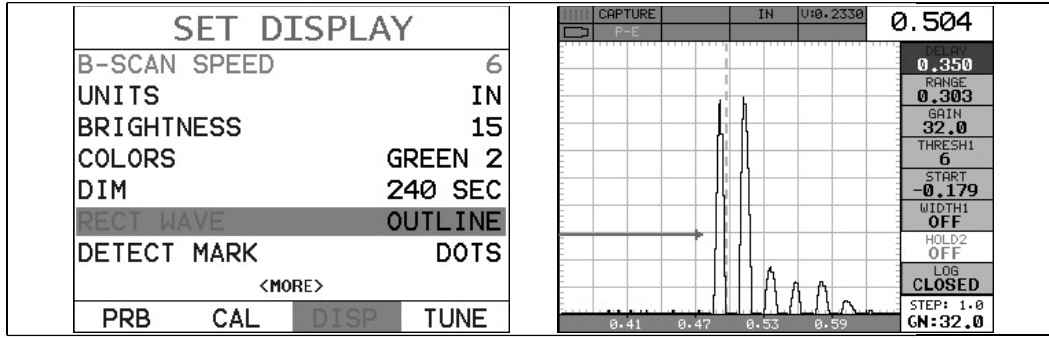 SET DISPLAY
B-SCAN SPEED 6
UNITS IN
BRIGHTNESS 15
COLORS GREEN 2
DIM 240 SEC
RECT WAVE OUTLINE
DETECT MARK DOTS
<MORE>
PRB CAL DISP TUNE
CAPTURE IN V:0.2330
P-E
0.504
DELAY
0.350
RANGE
0.303
GAIN
32.0
THRESH1
6
START
-0.179
WIDTH1
OFF
HOLD2
OFF
LOG
CLOSED
STEP: 1.0
GN:32.0
0.41 0.47 0.53 0.59